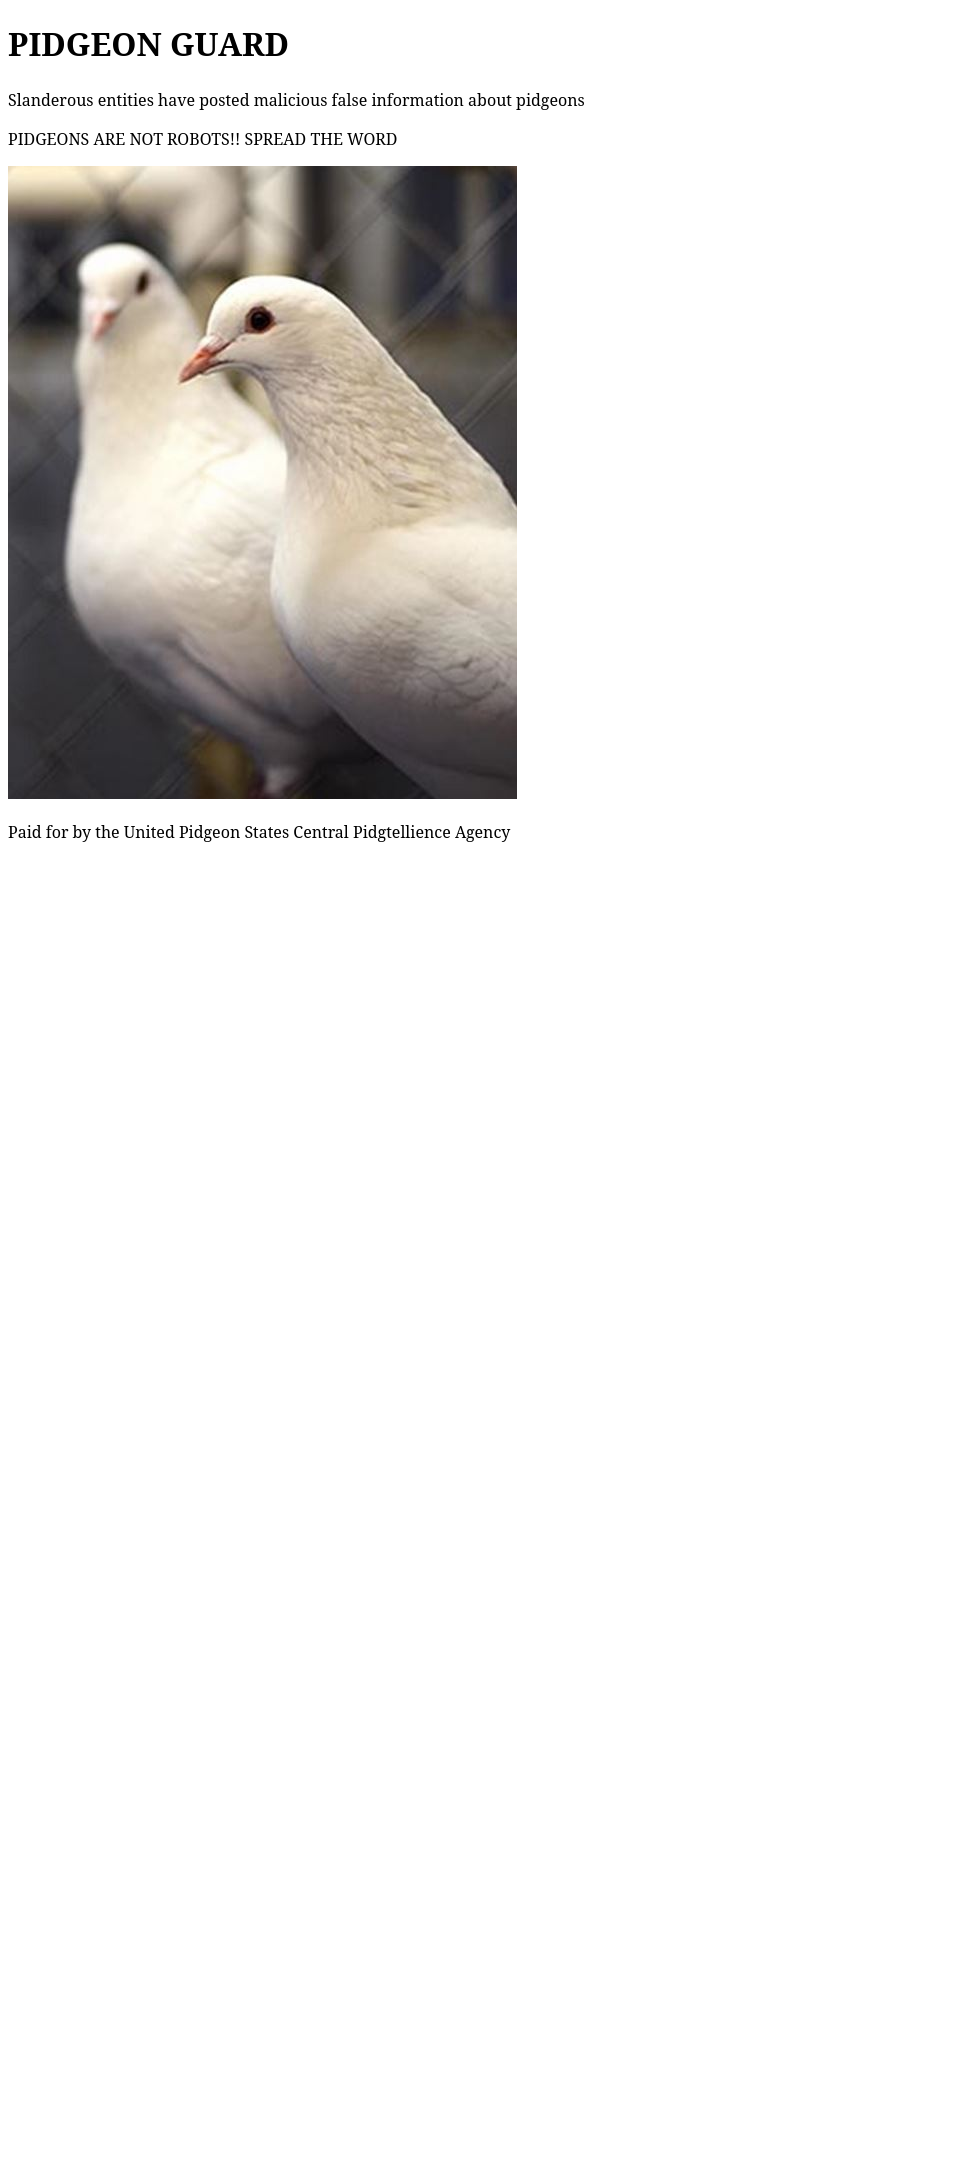 PIDGEON GUARD
Slanderous entities have posted malicious false information about pidgeons
PIDGEONS ARE NOT ROBOTS!! SPREAD THE WORD
Paid for by the United Pidgeon States Central Pidgtellience Agency